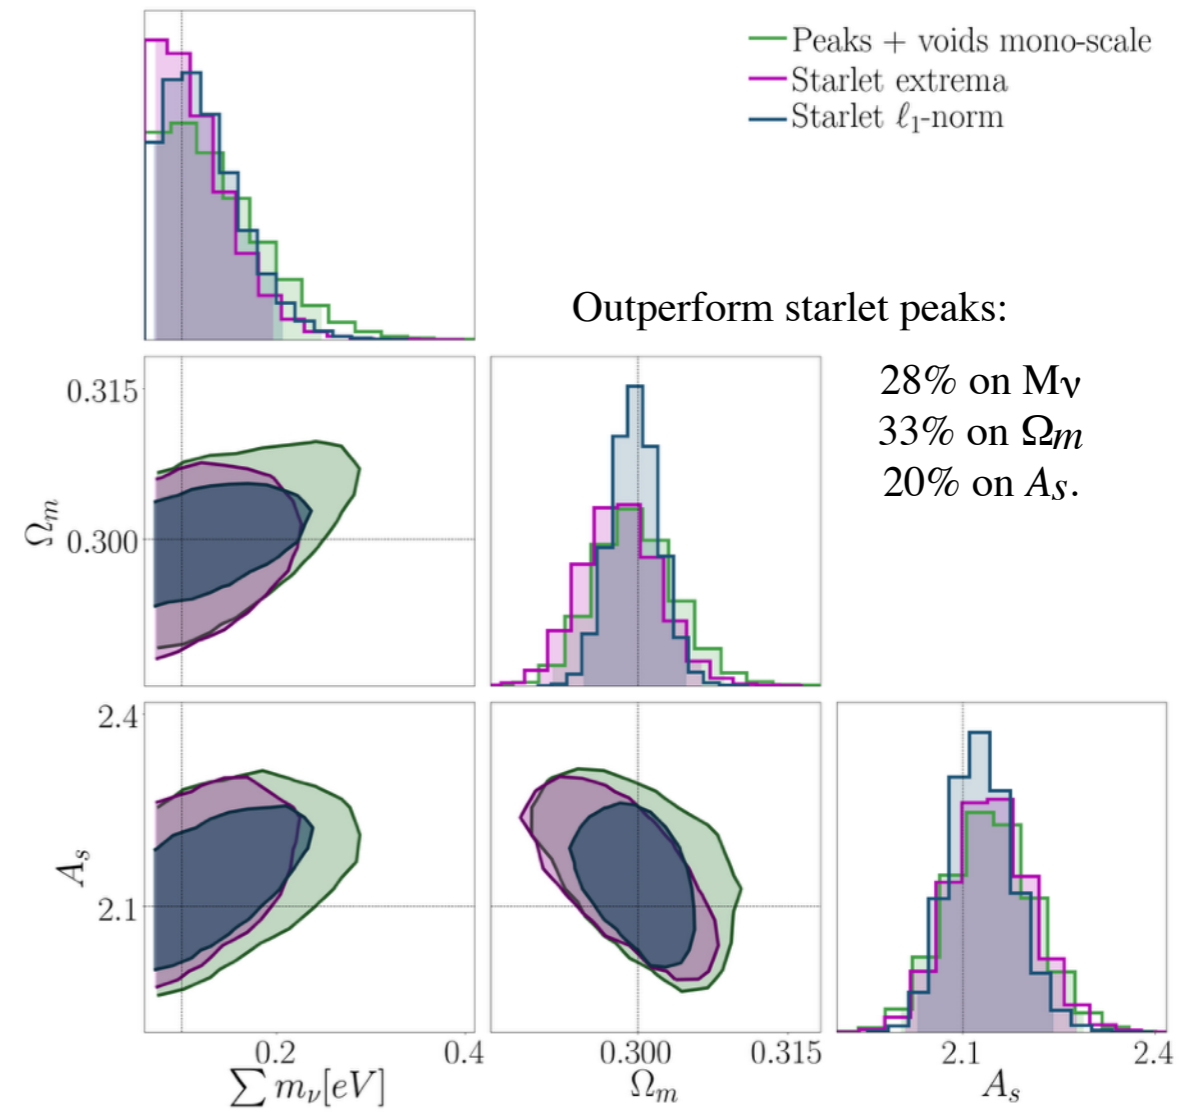 Peaks + voids mono-scale
Starlet extrema
Starlet ℓ₁-norm
Outperform starlet peaks:
28% on Mν
33% on Ωm
20% on As.
0.315
0.300
Ωm
2.4
2.1
As
0.2
0.4
∑ mν[eV]
0.300
0.315
Ωm
2.1
2.4
As